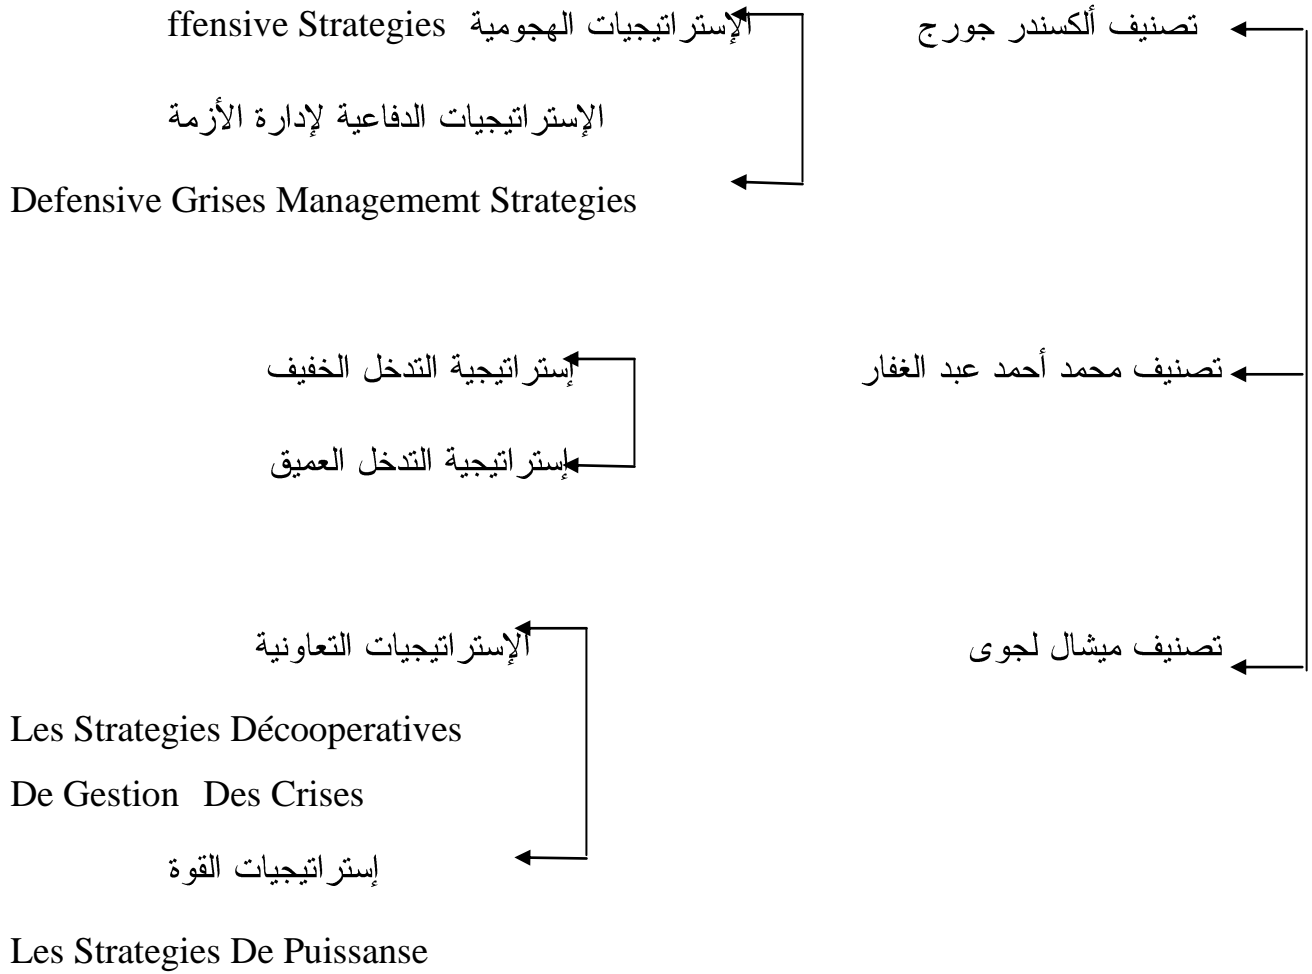 تصنيف ألكسندر جورج
الإستراتيجيات الهجومية ffensive Strategies
الإستراتيجيات الدفاعية لإدارة الأزمة
Defensive Grises Managememt Strategies
تصنيف محمد أحمد عبد الغفار
إستراتيجية التدخل الخفيف
إستراتيجية التدخل العميق
تصنيف ميشال لجوى
الإستراتيجيات التعاونية
Les Strategies Décooperatives
De Gestion Des Crises
إستراتيجيات القوة
Les Strategies De Puissanse